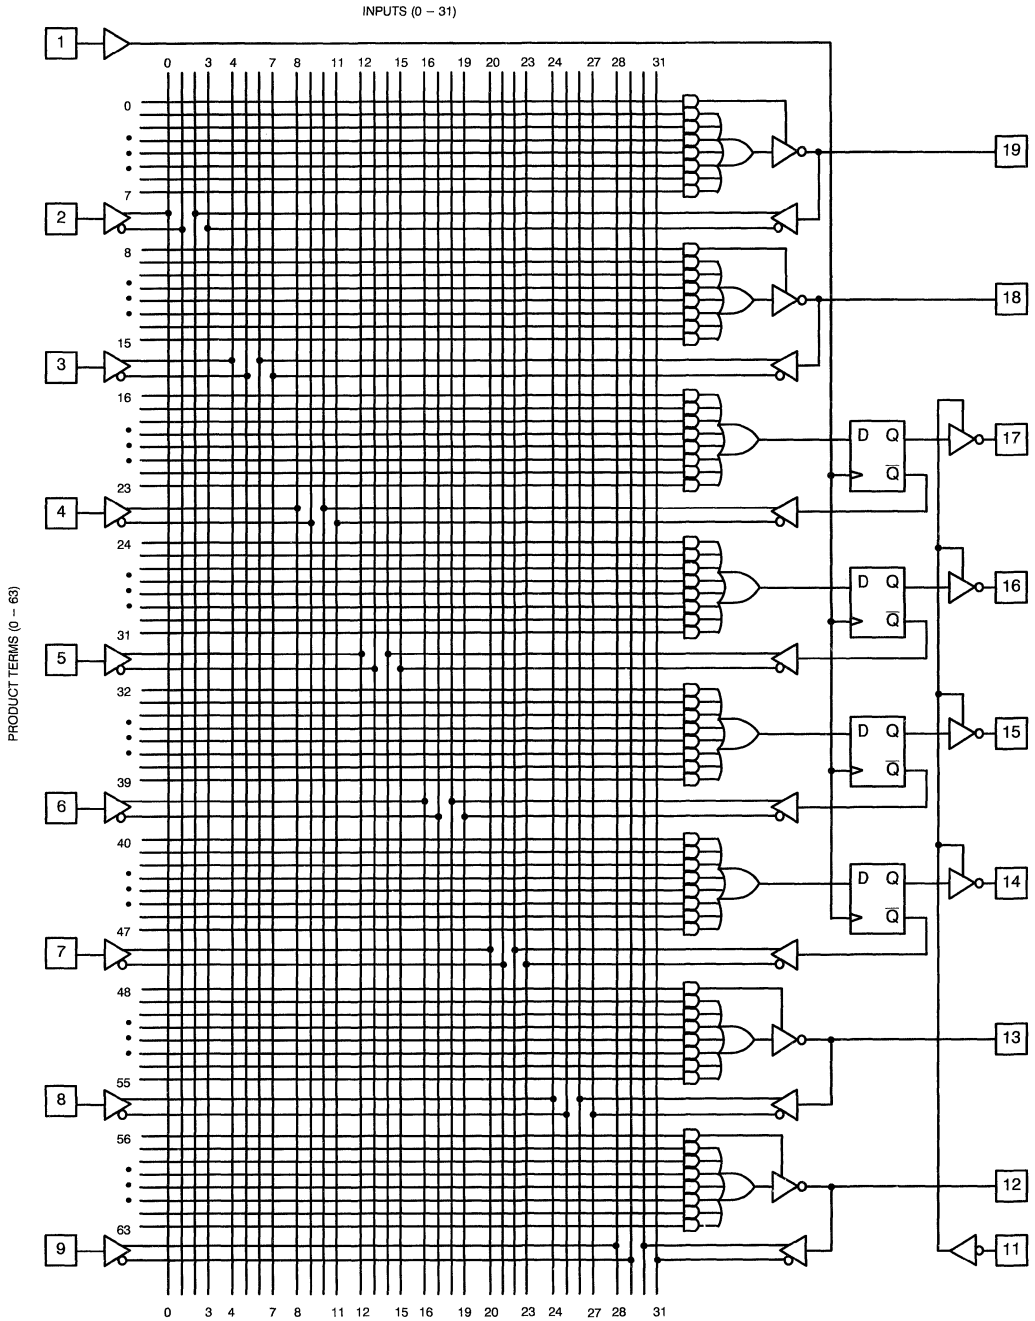 INPUTS (0 – 31)
1
0 3 4 7 8 11 12 15 16 19 20 23 24 27 28 31
0
19
7
2
8
18
15
3
16
D Q
17
Q̅
23
4
24
D Q
16
Q̅
31
5
PRODUCT TERMS (0 – 63)
32
D Q
15
Q̅
39
6
40
D Q
14
Q̅
47
7
48
13
55
8
56
12
63
9
11
0 3 4 7 8 11 12 15 16 19 20 23 24 27 28 31